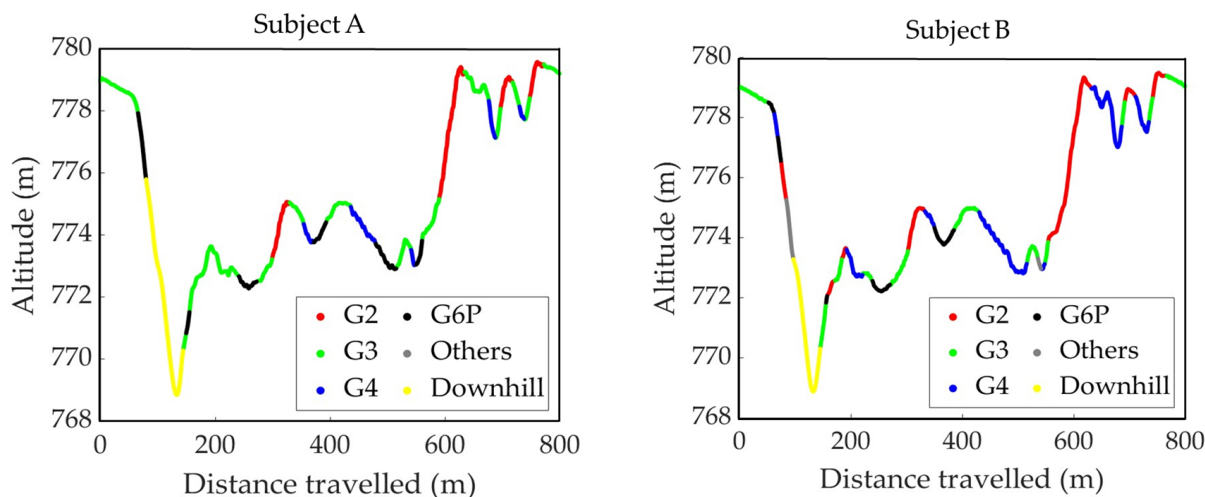 Subject A
780
778
776
774
772
770
768
Altitude (m)
G2 G6P
G3 Others
G4 Downhill
0 200 400 600 800
Distance travelled (m)
Subject B
780
778
776
774
772
770
768
Altitude (m)
G2 G6P
G3 Others
G4 Downhill
0 200 400 600 800
Distance travelled (m)